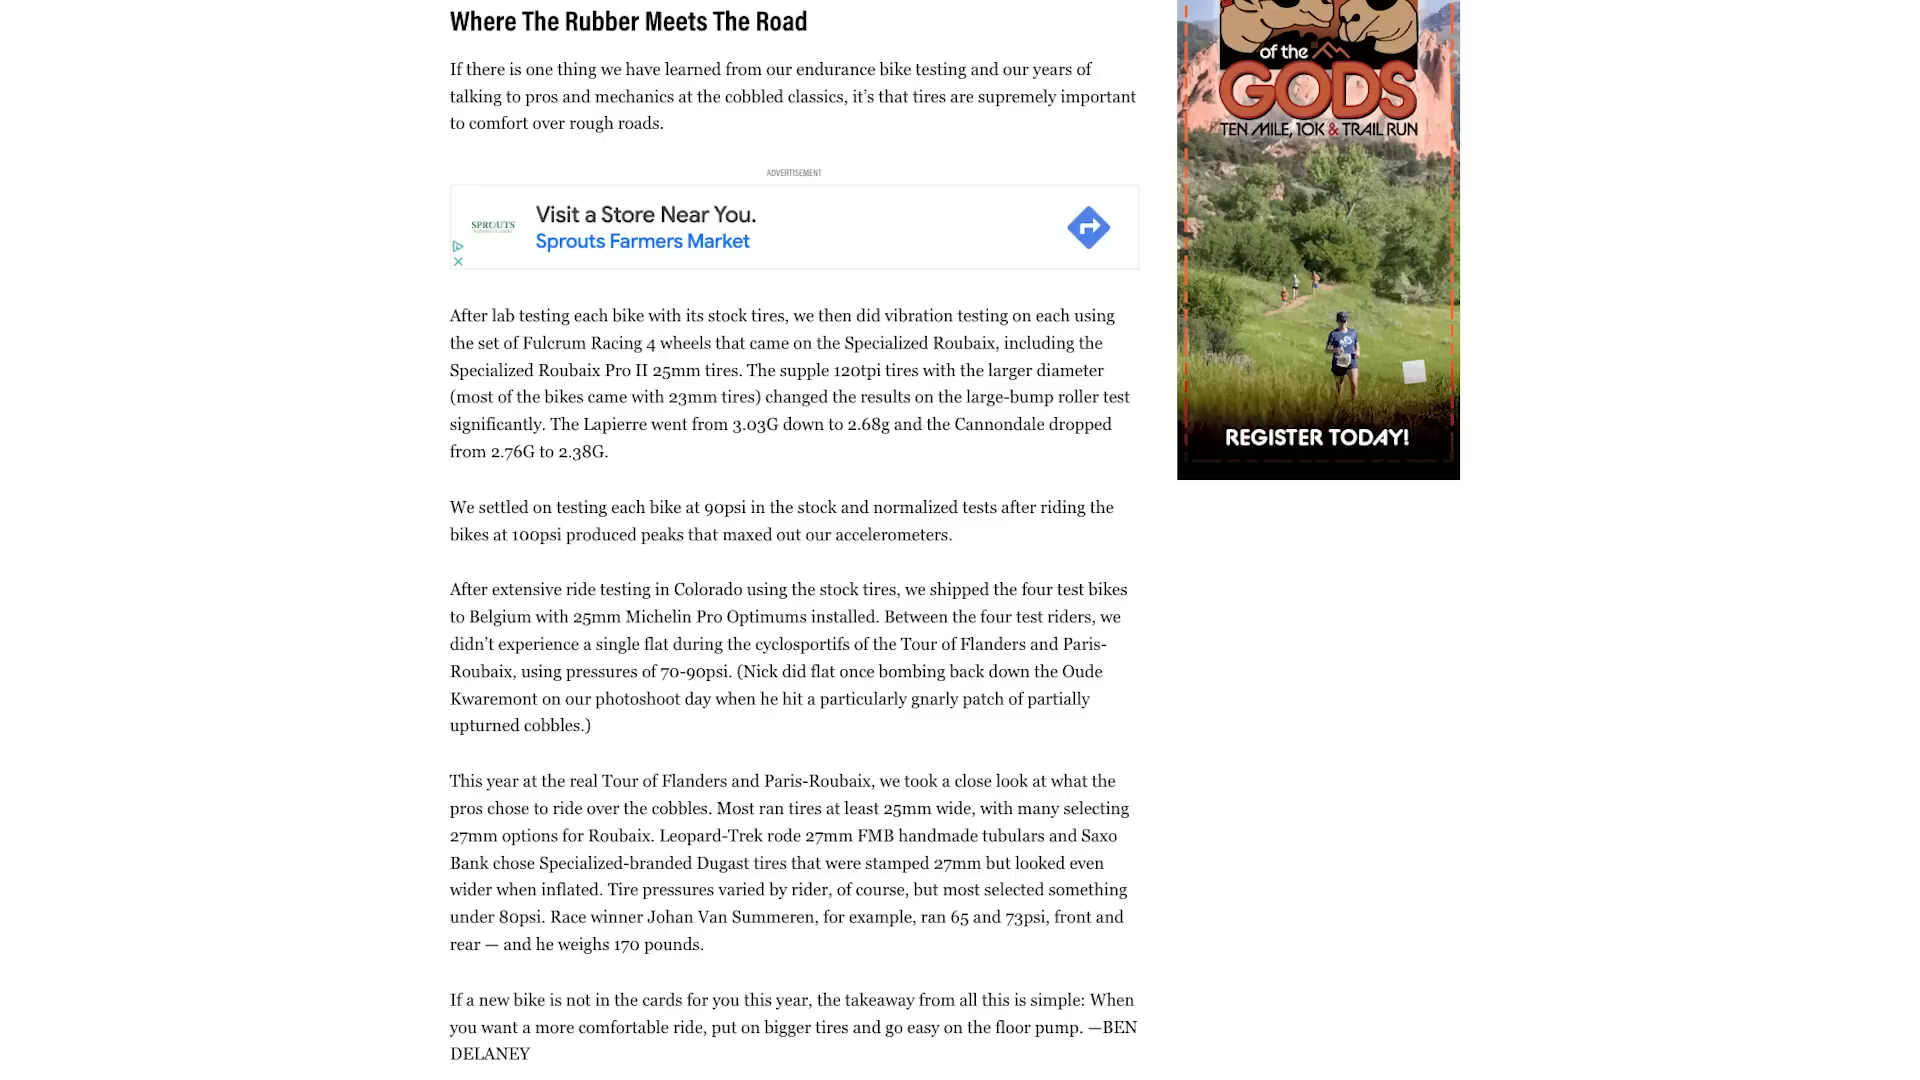 Where The Rubber Meets The Road
If there is one thing we have learned from our endurance bike testing and our years of
talking to pros and mechanics at the cobbled classics, it’s that tires are supremely important
to comfort over rough roads.
ADVERTISEMENT
SPROUTS
Visit a Store Near You.
Sprouts Farmers Market
After lab testing each bike with its stock tires, we then did vibration testing on each using
the set of Fulcrum Racing 4 wheels that came on the Specialized Roubaix, including the
Specialized Roubaix Pro II 25mm tires. The supple 120tpi tires with the larger diameter
(most of the bikes came with 23mm tires) changed the results on the large-bump roller test
significantly. The Lapierre went from 3.03G down to 2.68g and the Cannondale dropped
from 2.76G to 2.38G.
We settled on testing each bike at 90psi in the stock and normalized tests after riding the
bikes at 100psi produced peaks that maxed out our accelerometers.
After extensive ride testing in Colorado using the stock tires, we shipped the four test bikes
to Belgium with 25mm Michelin Pro Optimums installed. Between the four test riders, we
didn’t experience a single flat during the cyclosportifs of the Tour of Flanders and Paris-
Roubaix, using pressures of 70-90psi. (Nick did flat once bombing back down the Oude
Kwaremont on our photoshoot day when he hit a particularly gnarly patch of partially
upturned cobbles.)
This year at the real Tour of Flanders and Paris-Roubaix, we took a close look at what the
pros chose to ride over the cobbles. Most ran tires at least 25mm wide, with many selecting
27mm options for Roubaix. Leopard-Trek rode 27mm FMB handmade tubulars and Saxo
Bank chose Specialized-branded Dugast tires that were stamped 27mm but looked even
wider when inflated. Tire pressures varied by rider, of course, but most selected something
under 80psi. Race winner Johan Van Summeren, for example, ran 65 and 73psi, front and
rear — and he weighs 170 pounds.
If a new bike is not in the cards for you this year, the takeaway from all this is simple: When
you want a more comfortable ride, put on bigger tires and go easy on the floor pump. —BEN
DELANEY
of the
GODS
TEN MILE, 10K & TRAIL RUN
REGISTER TODAY!